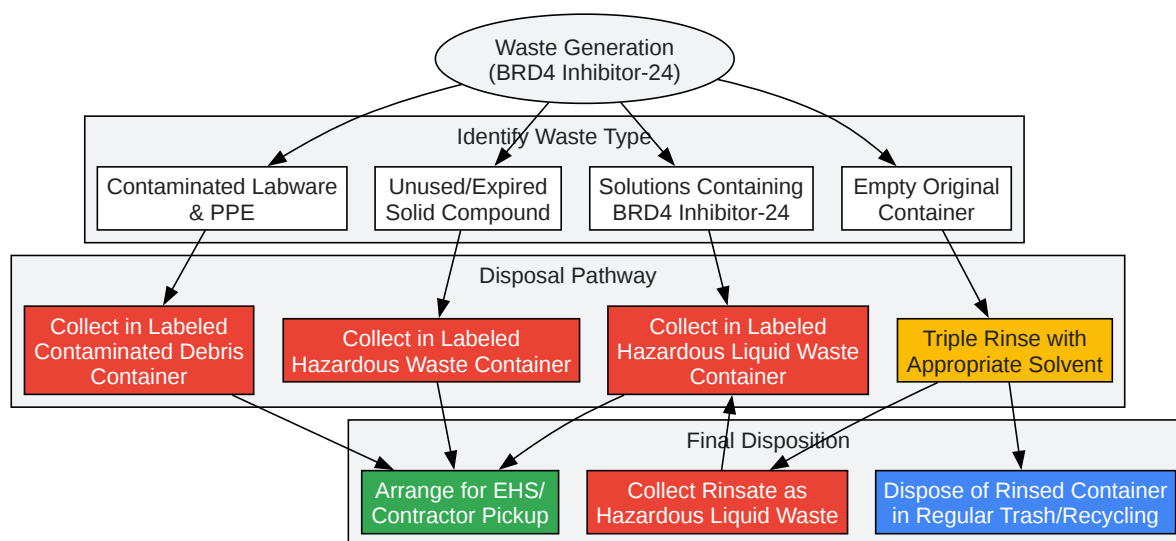 Waste Generation
(BRD4 Inhibitor-24)
Identify Waste Type
Contaminated Labware
& PPE
Unused/Expired
Solid Compound
Solutions Containing
BRD4 Inhibitor-24
Empty Original
Container
Disposal Pathway
Collect in Labeled
Contaminated Debris
Container
Collect in Labeled
Hazardous Waste Container
Collect in Labeled
Hazardous Liquid Waste
Container
Triple Rinse with
Appropriate Solvent
Final Disposition
Arrange for EHS/
Contractor Pickup
Collect Rinsate as
Hazardous Liquid Waste
Dispose of Rinsed Container
in Regular Trash/Recycling